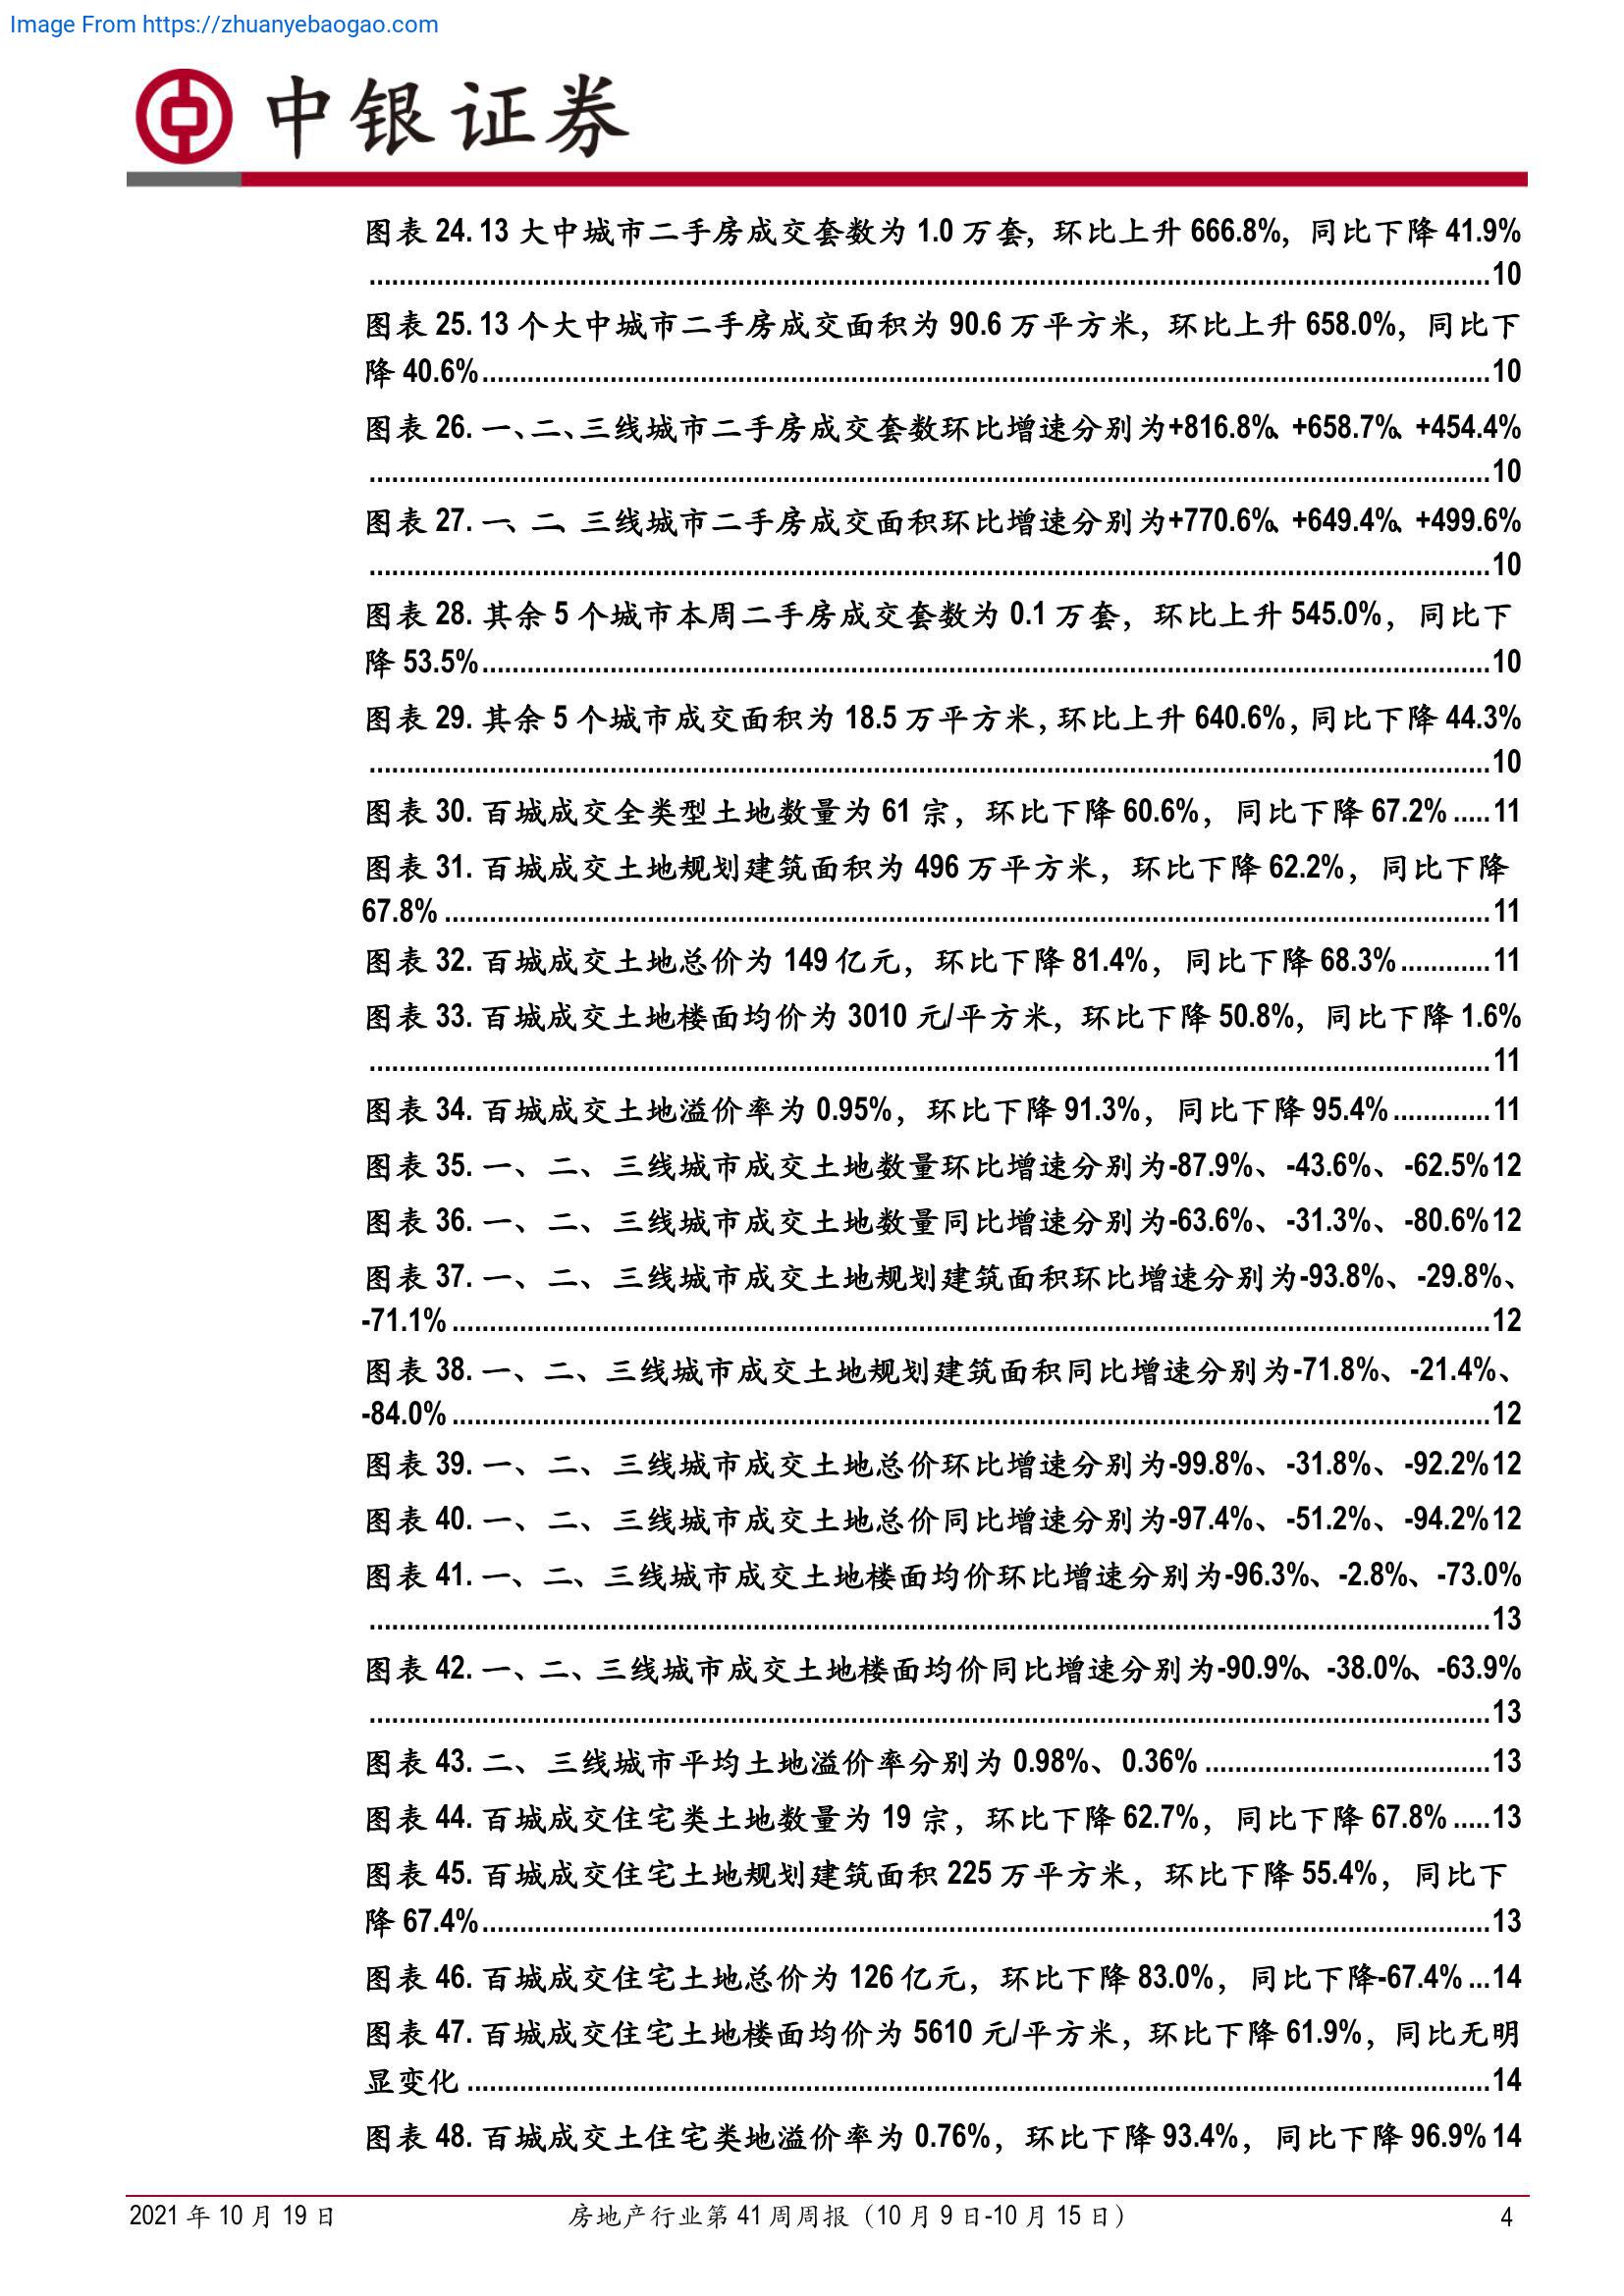 Image From https://zhuanyebaogao.com
中银证券
图表 24. 13 大中城市二手房成交套数为 1.0 万套，环比上升 666.8%，同比下降 41.9%
....................10
图表 25. 13 个大中城市二手房成交面积为 90.6 万平方米，环比上升 658.0%，同比下
降 40.6%....................10
图表 26. 一、二、三线城市二手房成交套数环比增速分别为+816.8%、+658.7%、+454.4%
....................10
图表 27. 一、二、三线城市二手房成交面积环比增速分别为+770.6%、+649.4%、+499.6%
....................10
图表 28. 其余 5 个城市本周二手房成交套数为 0.1 万套，环比上升 545.0%，同比下
降 53.5%....................10
图表 29. 其余 5 个城市成交面积为 18.5 万平方米，环比上升 640.6%，同比下降 44.3%
....................10
图表 30. 百城成交全类型土地数量为 61 宗，环比下降 60.6%，同比下降 67.2% .....11
图表 31. 百城成交土地规划建筑面积为 496 万平方米，环比下降 62.2%，同比下降
67.8% ....................11
图表 32. 百城成交土地总价为 149 亿元，环比下降 81.4%，同比下降 68.3%............11
图表 33. 百城成交土地楼面均价为 3010 元/平方米，环比下降 50.8%，同比下降 1.6%
....................11
图表 34. 百城成交土地溢价率为 0.95%，环比下降 91.3%，同比下降 95.4%.............11
图表 35. 一、二、三线城市成交土地数量环比增速分别为-87.9%、-43.6%、-62.5%12
图表 36. 一、二、三线城市成交土地数量同比增速分别为-63.6%、-31.3%、-80.6%12
图表 37. 一、二、三线城市成交土地规划建筑面积环比增速分别为-93.8%、-29.8%、
-71.1% ....................12
图表 38. 一、二、三线城市成交土地规划建筑面积同比增速分别为-71.8%、-21.4%、
-84.0% ....................12
图表 39. 一、二、三线城市成交土地总价环比增速分别为-99.8%、-31.8%、-92.2%12
图表 40. 一、二、三线城市成交土地总价同比增速分别为-97.4%、-51.2%、-94.2%12
图表 41. 一、二、三线城市成交土地楼面均价环比增速分别为-96.3%、-2.8%、-73.0%
....................13
图表 42. 一、二、三线城市成交土地楼面均价同比增速分别为-90.9%、-38.0%、-63.9%
....................13
图表 43. 二、三线城市平均土地溢价率分别为 0.98%、0.36% ....................13
图表 44. 百城成交住宅类土地数量为 19 宗，环比下降 62.7%，同比下降 67.8% .....13
图表 45. 百城成交住宅土地规划建筑面积 225 万平方米，环比下降 55.4%，同比下
降 67.4%....................13
图表 46. 百城成交住宅土地总价为 126 亿元，环比下降 83.0%，同比下降-67.4% ...14
图表 47. 百城成交住宅土地楼面均价为 5610 元/平方米，环比下降 61.9%，同比无明
显变化 ....................14
图表 48. 百城成交土住宅类地溢价率为 0.76%，环比下降 93.4%，同比下降 96.9% 14
2021 年 10 月 19 日 房地产行业第 41 周周报（10 月 9 日-10 月 15 日） 4